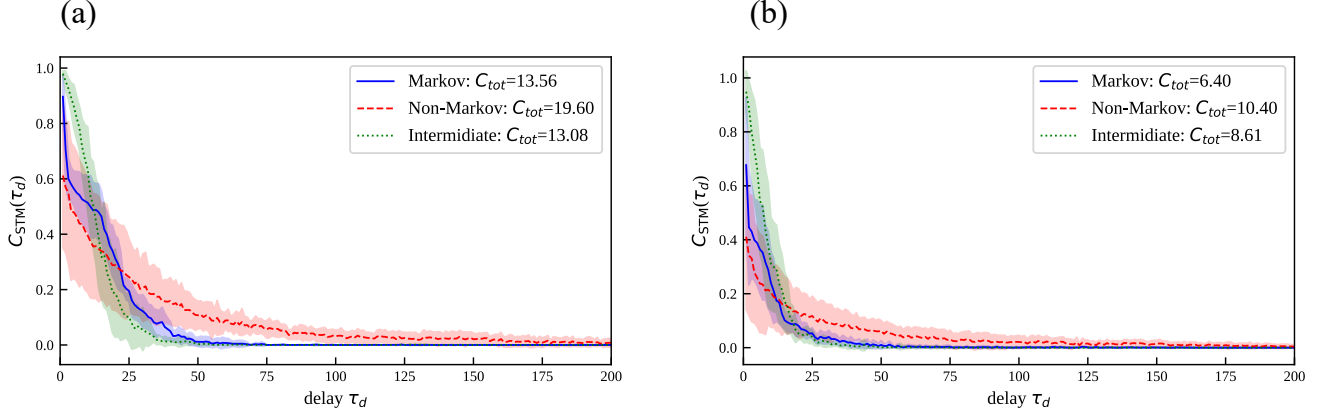 (a)
1.0
0.8
0.6
0.4
0.2
0.0
C_STM(τ_d)
Markov: C_tot=13.56
Non-Markov: C_tot=19.60
Intermidiate: C_tot=13.08
0 25 50 75 100 125 150 175 200
delay τ_d
(b)
1.0
0.8
0.6
0.4
0.2
0.0
C_STM(τ_d)
Markov: C_tot=6.40
Non-Markov: C_tot=10.40
Intermidiate: C_tot=8.61
0 25 50 75 100 125 150 175 200
delay τ_d